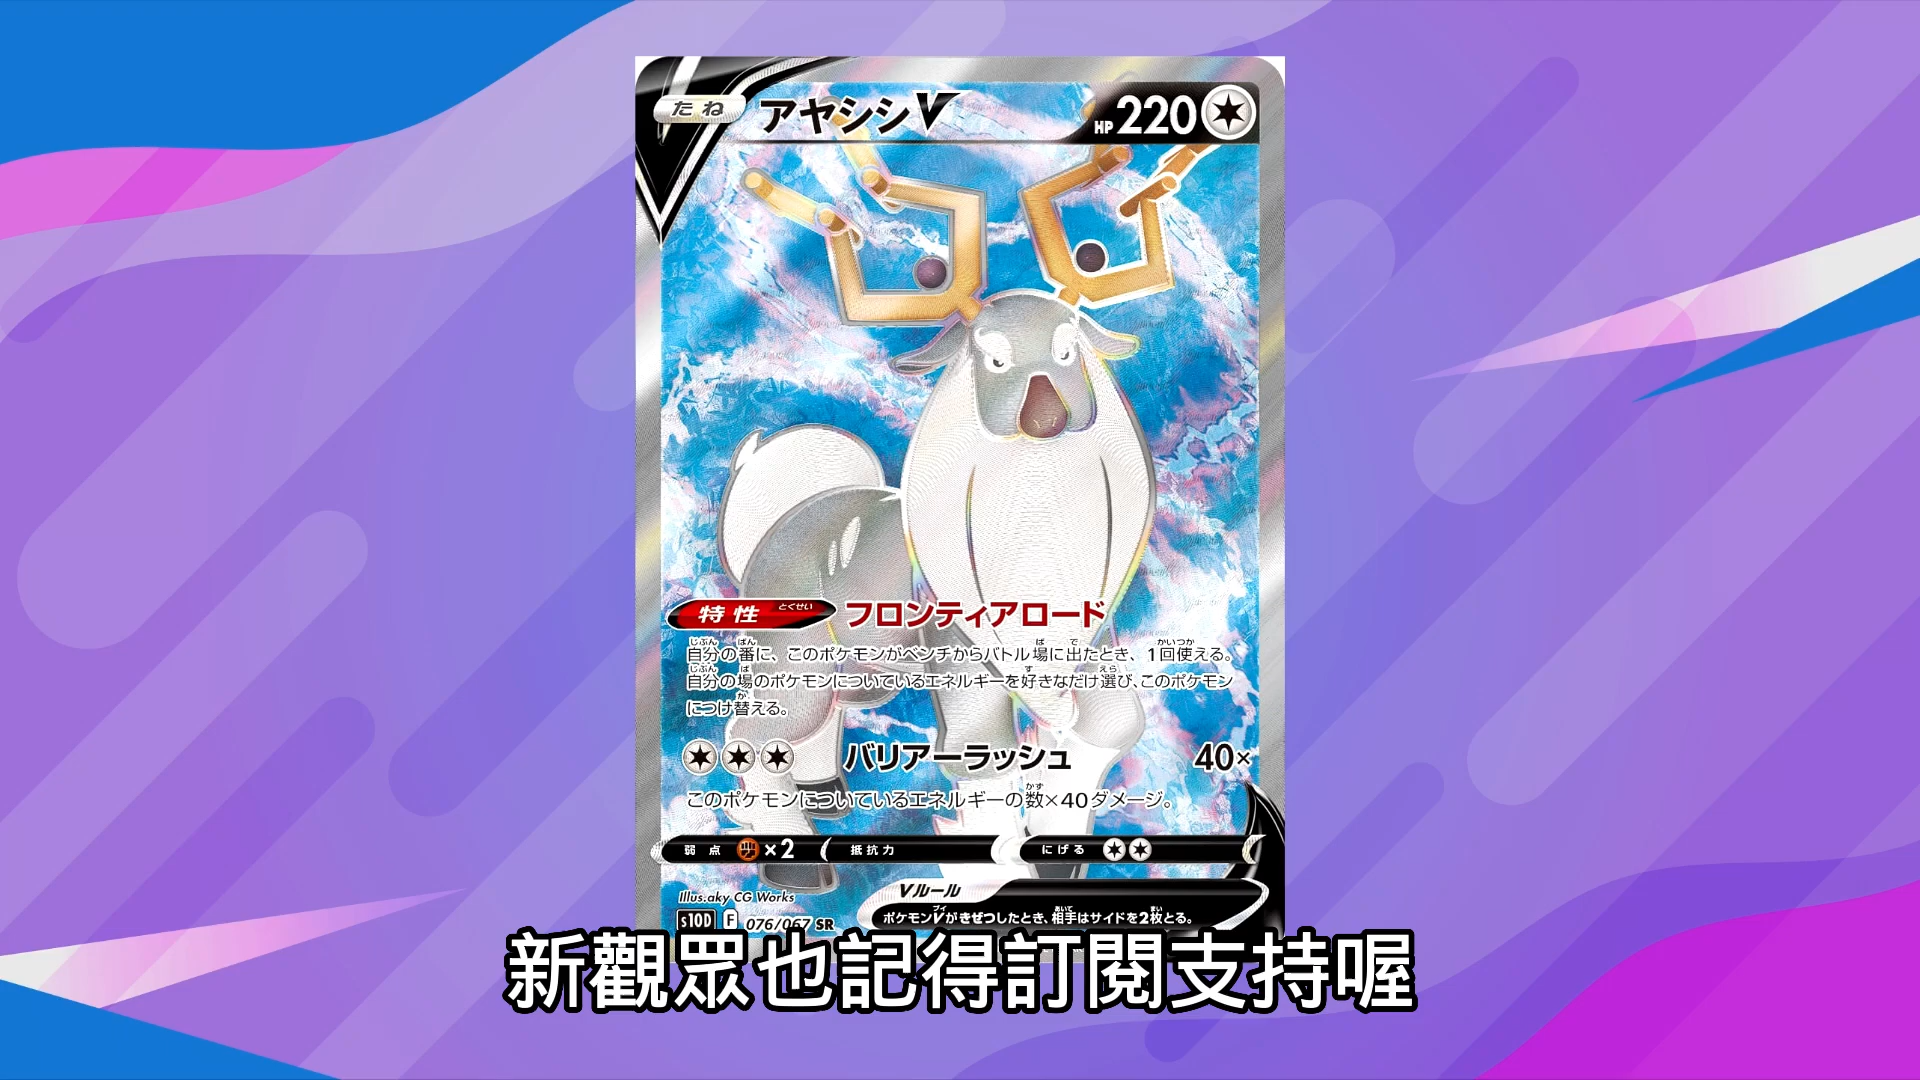 たね アヤシシV HP 220
特性 とくせい フロンティアロード
自分の番に、このポケモンがベンチからバトル場に出たとき、1回使える。
自分の場のポケモンについているエネルギーを好きなだけ選び、このポケモン
につけ替える。
バリアーラッシュ 40×
このポケモンについているエネルギーの数×40ダメージ。
弱点 ×2 抵抗力 にげる
Illus.aky CG Works
Vルール
ポケモンVがきぜつしたとき、相手はサイドを2枚とる。
s10D F 076/067 SR
新觀眾也記得訂閱支持喔